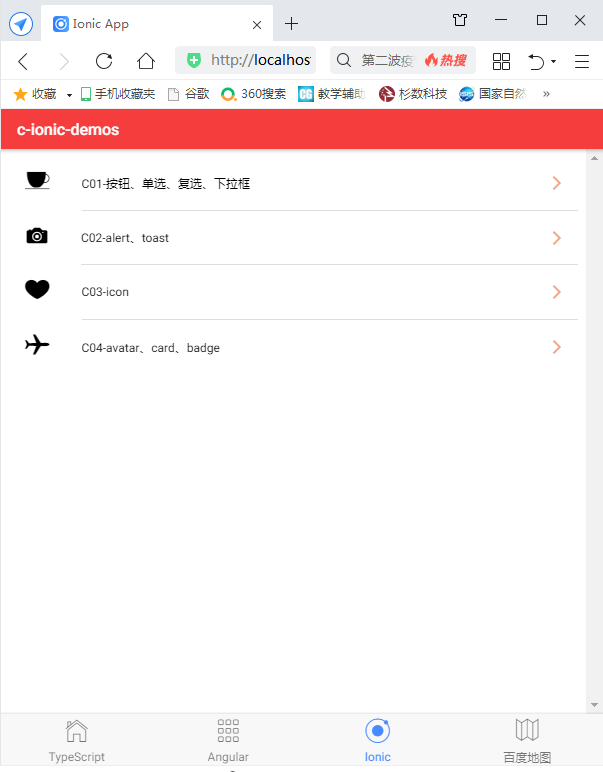 Ionic App
http://localhos
第二波疫
热搜
收藏
手机收藏夹
谷歌
360搜索
教学辅助
杉数科技
国家自然
»
c-ionic-demos
C01-按钮、单选、复选、下拉框
C02-alert、toast
C03-icon
C04-avatar、card、badge
TypeScript
Angular
Ionic
百度地图